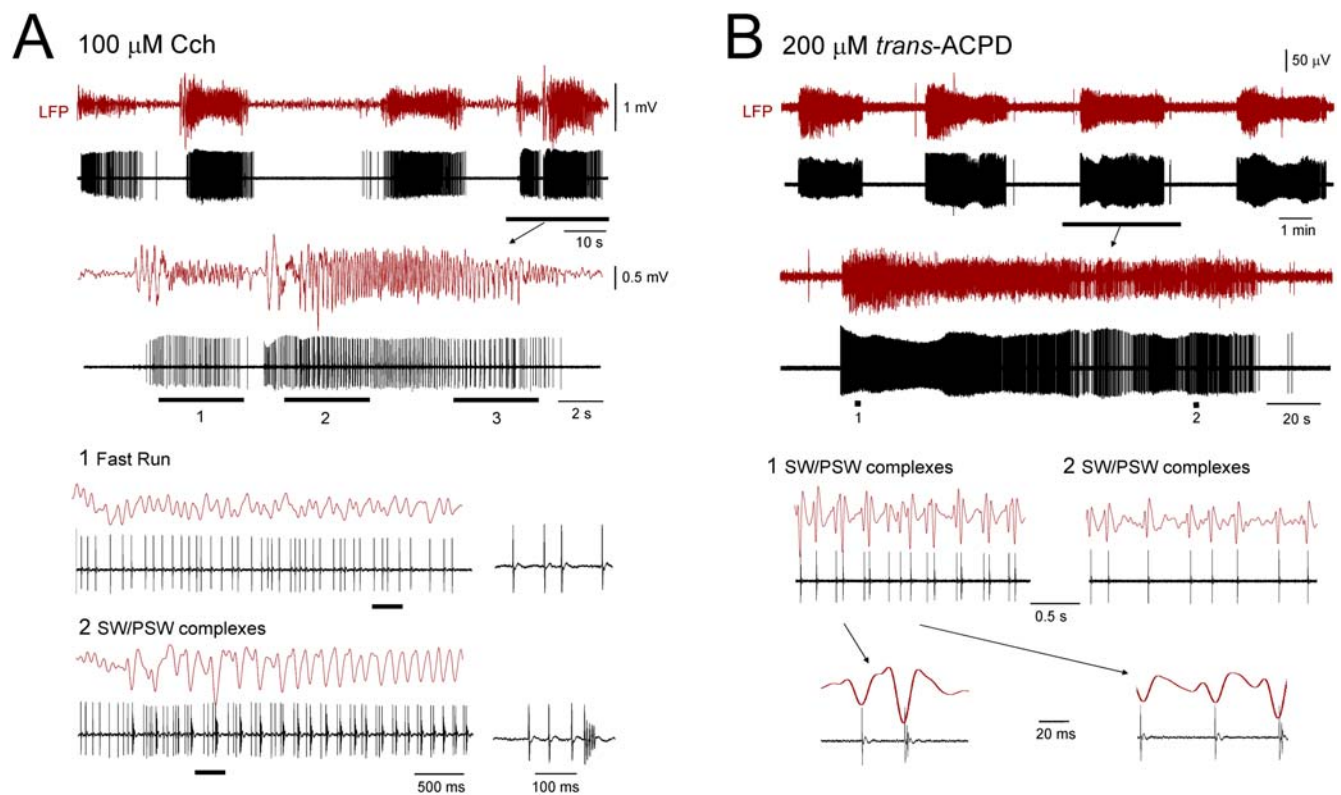 A 100 μM Cch
LFP
1 mV
10 s
0.5 mV
1
2
3
2 s
1 Fast Run
2 SW/PSW complexes
500 ms
100 ms
B 200 μM trans-ACPD
50 μV
LFP
1 min
1
2
20 s
1 SW/PSW complexes
2 SW/PSW complexes
0.5 s
20 ms